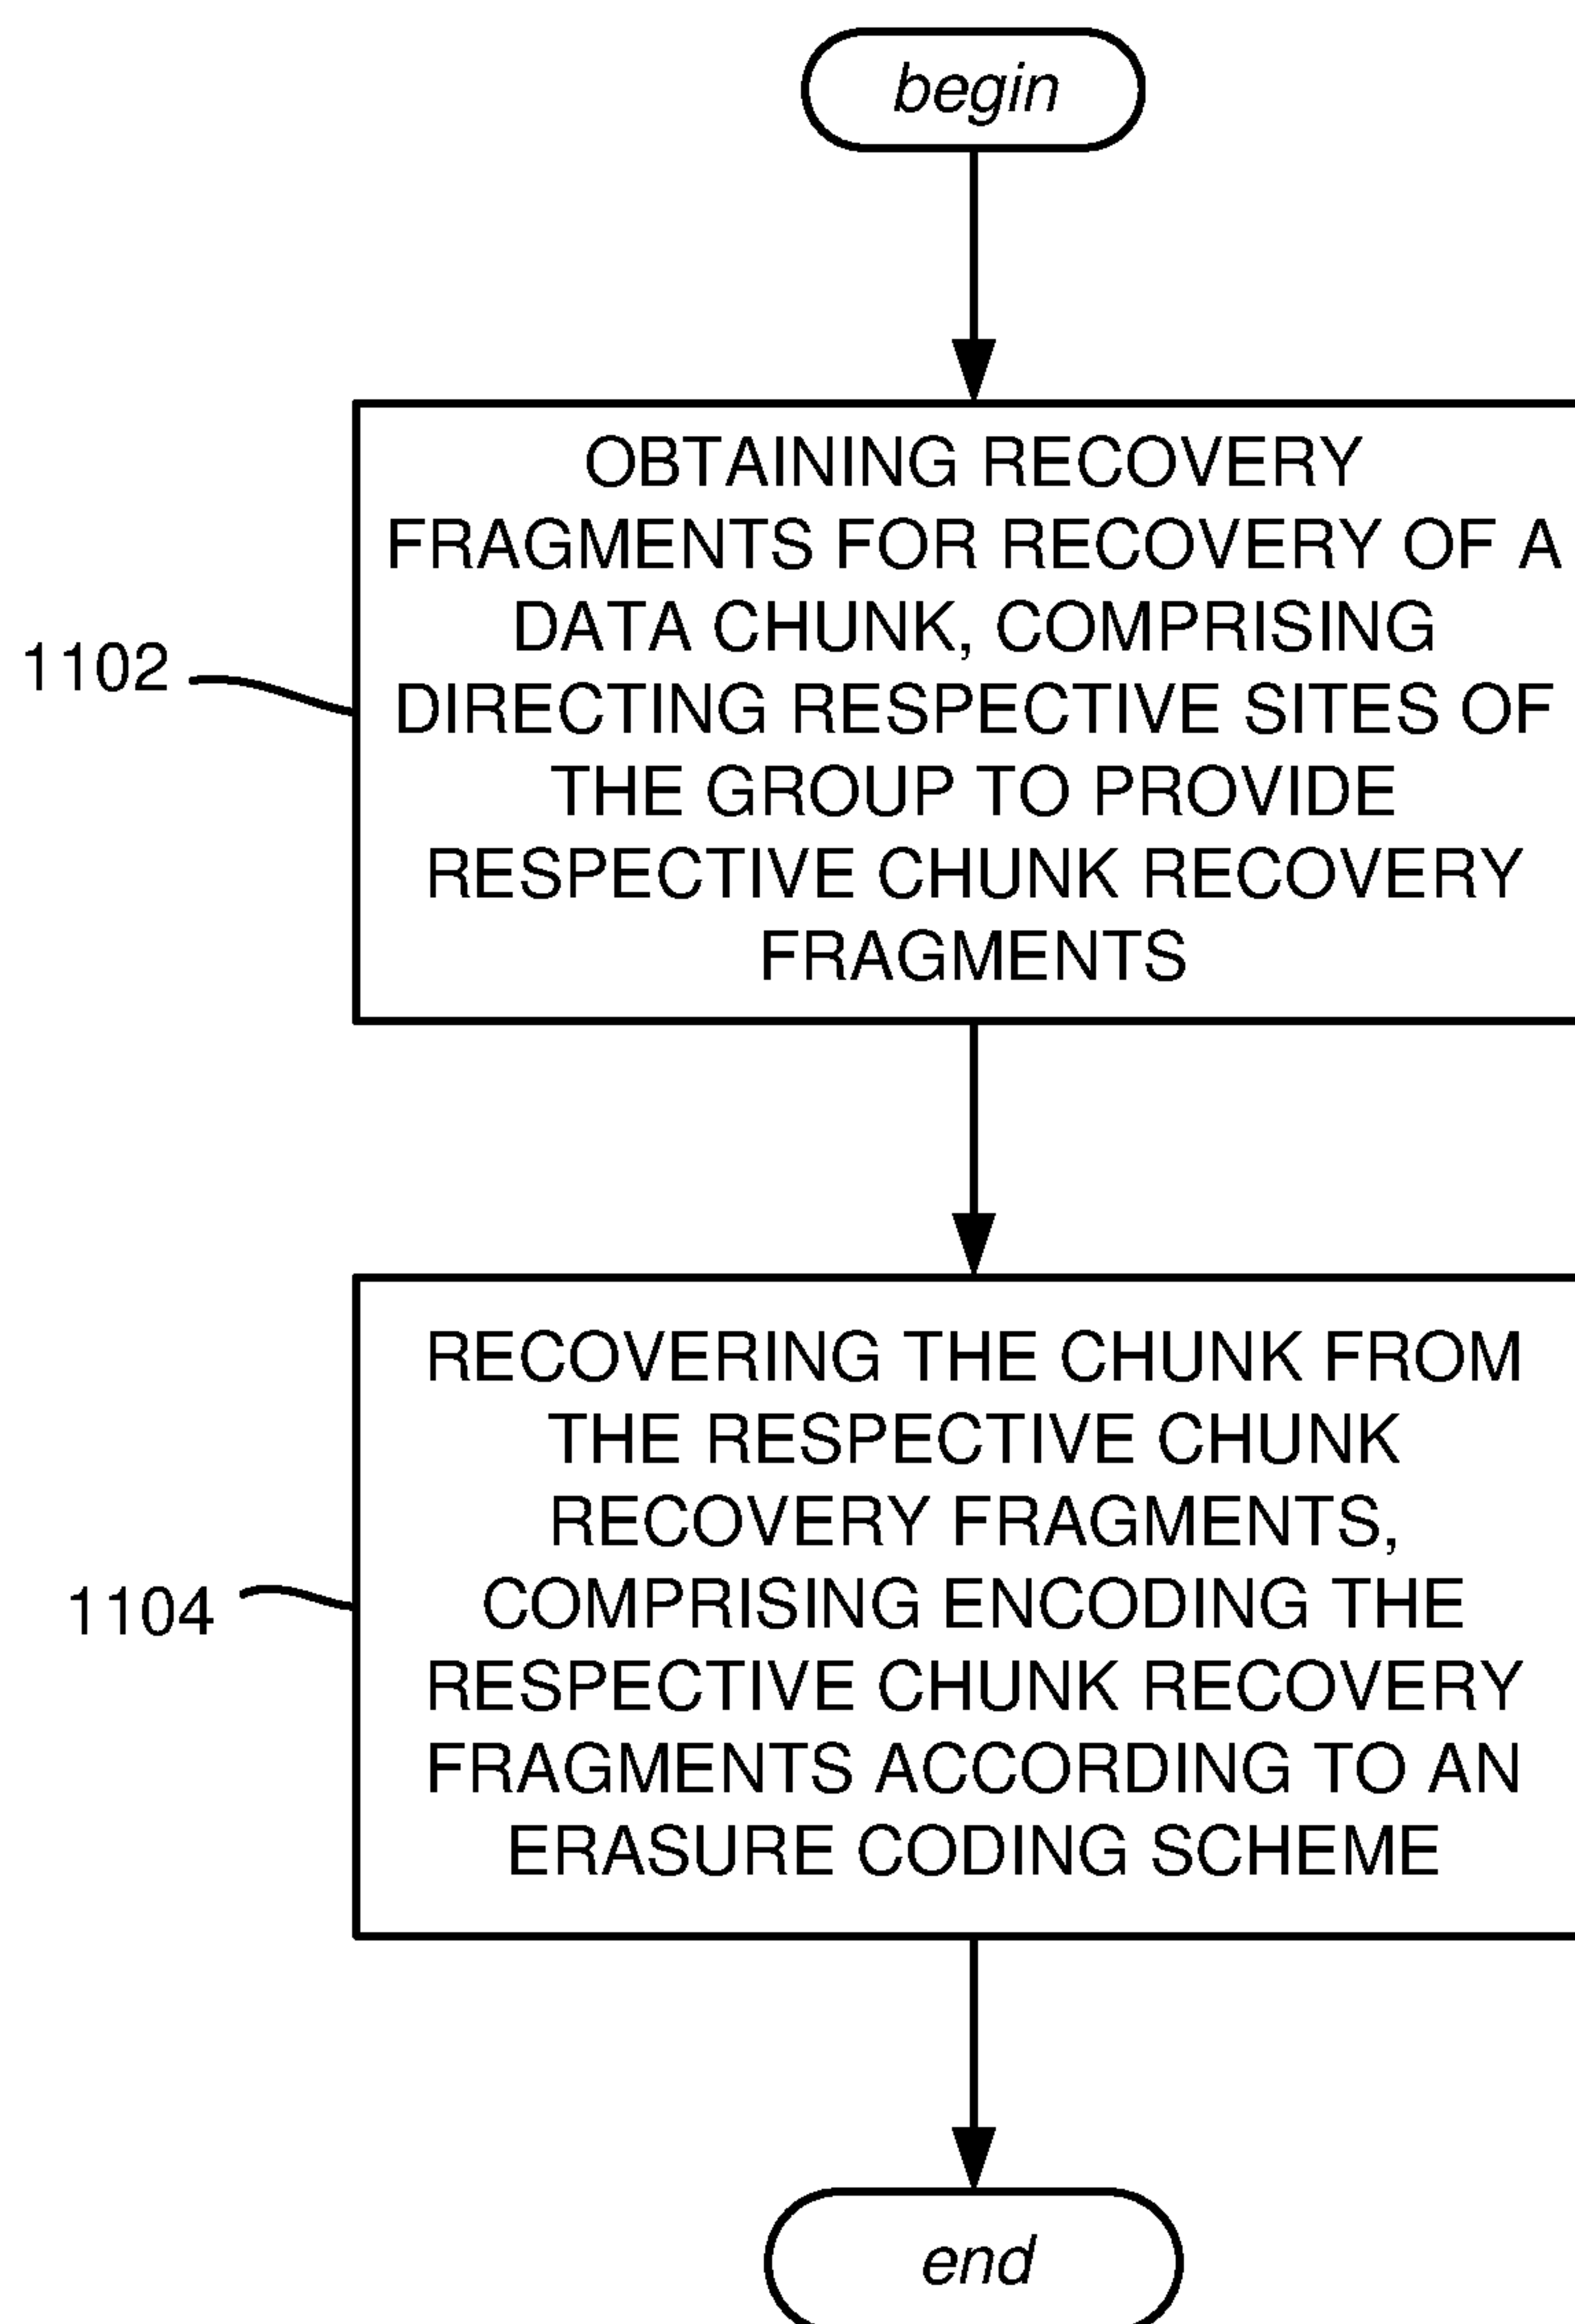 begin
OBTAINING RECOVERY
FRAGMENTS FOR RECOVERY OF A
DATA CHUNK, COMPRISING
DIRECTING RESPECTIVE SITES OF
THE GROUP TO PROVIDE
RESPECTIVE CHUNK RECOVERY
FRAGMENTS
1102
RECOVERING THE CHUNK FROM
THE RESPECTIVE CHUNK
RECOVERY FRAGMENTS,
COMPRISING ENCODING THE
RESPECTIVE CHUNK RECOVERY
FRAGMENTS ACCORDING TO AN
ERASURE CODING SCHEME
1104
end